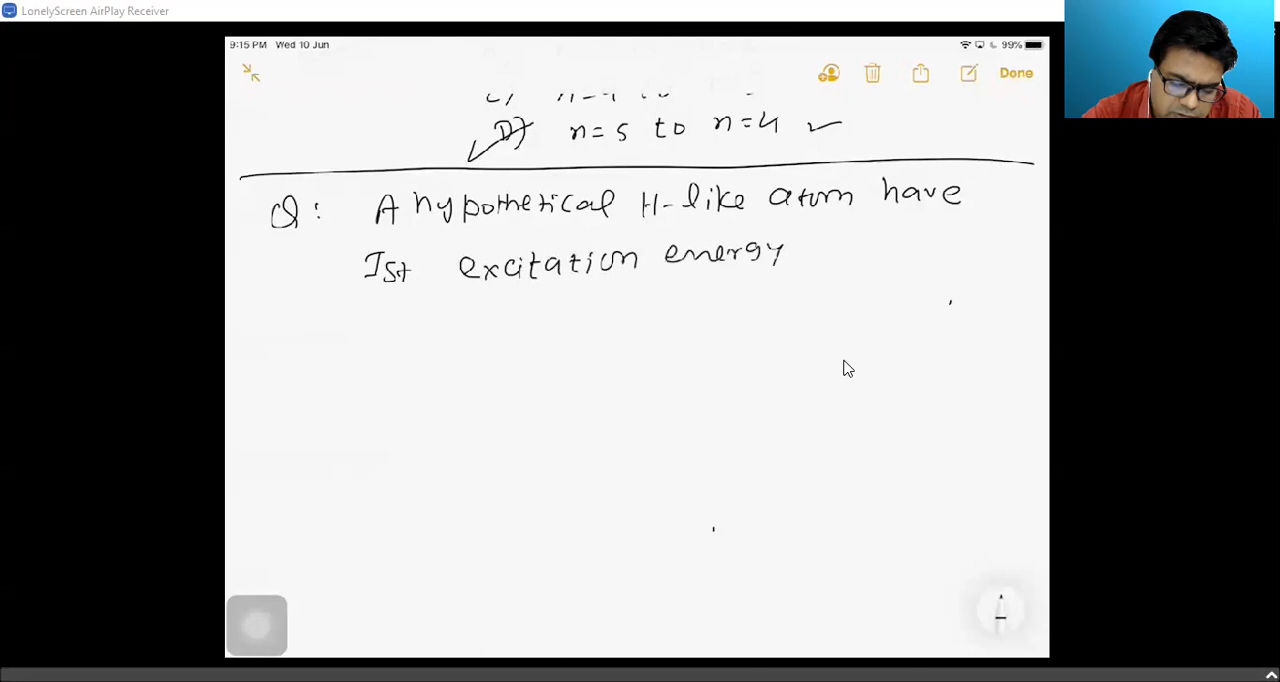 LonelyScreen AirPlay Receiver
9:15 PM Wed 10 Jun
99%
Done
D) n=5 to n=4
Q: A hypothetical H-like atom have
Ist excitation energy